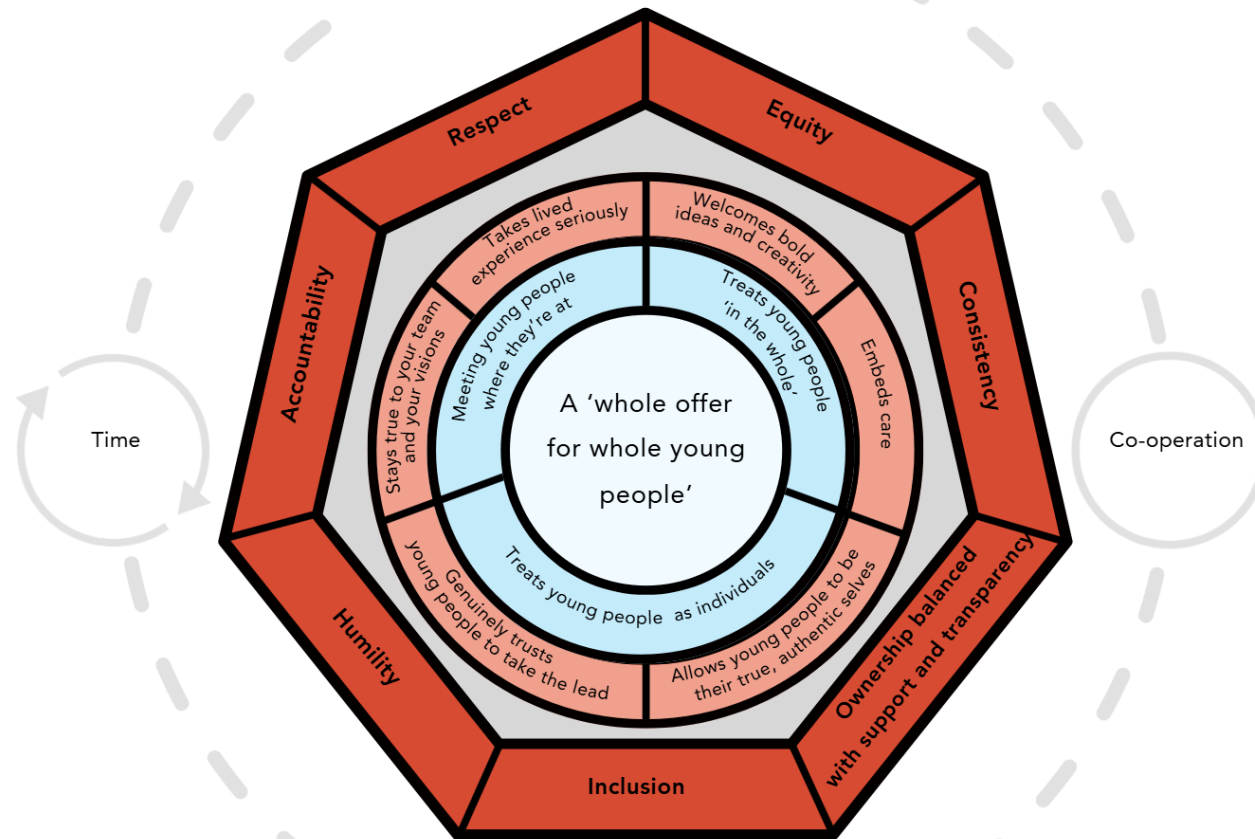 Respect
Equity
Consistency
Ownership balanced
with support and transparency
Inclusion
Humility
Accountability
Takes lived
experience seriously
Welcomes bold
ideas and creativity
Embeds care
Allows young people to be
their true, authentic selves
Genuinely trusts
young people to take the lead
Stays true to your team
and your visions
Meeting young people
where they're at
Treats young people
'in the whole'
Treats young people as individuals
A 'whole offer
for whole young
people'
Time
Co-operation